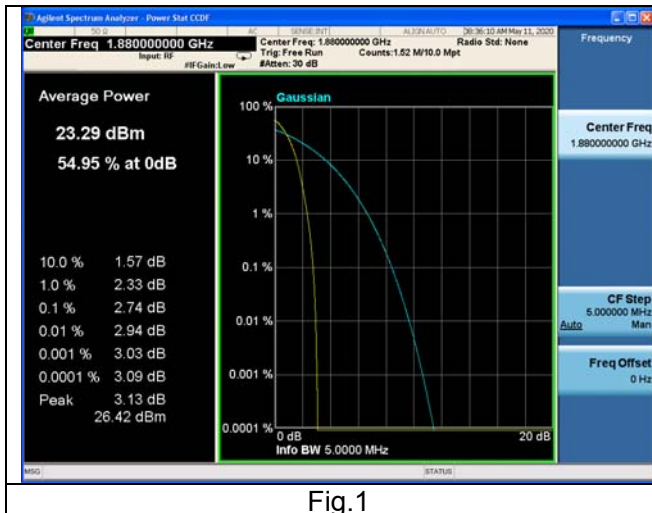 Agilent Spectrum Analyzer - Power Stat CCDF
50 Ω AC SENSE:INT ALIGN AUTO 08:36:10 AM May 11, 2020
Center Freq 1.880000000 GHz
Input: RF
#IFGain:Low
Center Freq: 1.880000000 GHz
Radio Std: None
Trig: Free Run
Counts:1.52 M/10.0 Mpt
#Atten: 30 dB
Frequency
Average Power
23.29 dBm
54.95 % at 0dB
10.0 % 1.57 dB
1.0 % 2.33 dB
0.1 % 2.74 dB
0.01 % 2.94 dB
0.001 % 3.03 dB
0.0001 % 3.09 dB
Peak 3.13 dB
26.42 dBm
Gaussian
100 %
10 %
1 %
0.1 %
0.01 %
0.001 %
0.0001 %
0 dB
20 dB
Info BW 5.0000 MHz
Center Freq
1.880000000 GHz
CF Step
5.000000 MHz
Auto Man
Freq Offset
0 Hz
MSG STATUS
Fig.1